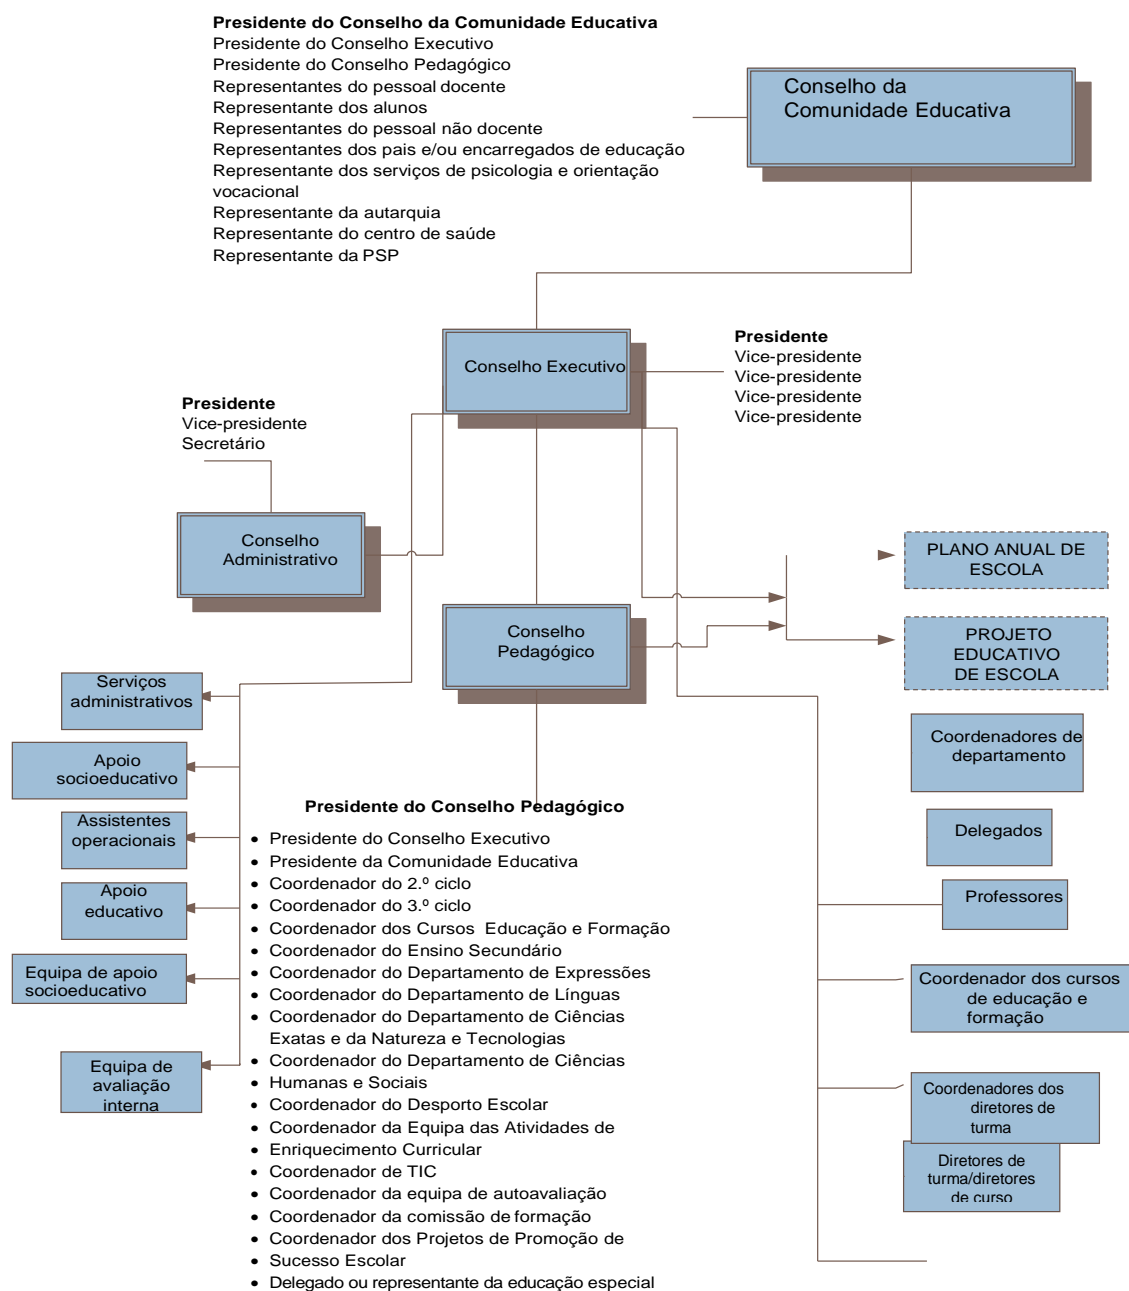 Presidente do Conselho da Comunidade Educativa
Presidente do Conselho Executivo
Presidente do Conselho Pedagógico
Representantes do pessoal docente
Representante dos alunos
Representantes do pessoal não docente
Representantes dos pais e/ou encarregados de educação
Representante dos serviços de psicologia e orientação
vocacional
Representante da autarquia
Representante do centro de saúde
Representante da PSP
Conselho da
Comunidade Educativa
Conselho Executivo
Presidente
Vice-presidente
Vice-presidente
Vice-presidente
Vice-presidente
Presidente
Vice-presidente
Secretário
Conselho
Administrativo
Conselho
Pedagógico
PLANO ANUAL DE
ESCOLA
PROJETO
EDUCATIVO
DE ESCOLA
Serviços
administrativos
Apoio
socioeducativo
Assistentes
operacionais
Apoio
educativo
Equipa de apoio
socioeducativo
Equipa de
avaliação
interna
Presidente do Conselho Pedagógico
• Presidente do Conselho Executivo
• Presidente da Comunidade Educativa
• Coordenador do 2.º ciclo
• Coordenador do 3.º ciclo
• Coordenador dos Cursos Educação e Formação
• Coordenador do Ensino Secundário
• Coordenador do Departamento de Expressões
• Coordenador do Departamento de Línguas
• Coordenador do Departamento de Ciências
Exatas e da Natureza e Tecnologias
• Coordenador do Departamento de Ciências
• Humanas e Sociais
• Coordenador do Desporto Escolar
• Coordenador da Equipa das Atividades de
• Enriquecimento Curricular
• Coordenador de TIC
• Coordenador da equipa de autoavaliação
• Coordenador da comissão de formação
• Coordenador dos Projetos de Promoção de
• Sucesso Escolar
• Delegado ou representante da educação especial
Coordenadores de
departamento
Delegados
Professores
Coordenador dos cursos
de educação e
formação
Coordenadores dos
diretores de
turma
Diretores de
turma/diretores
de curso